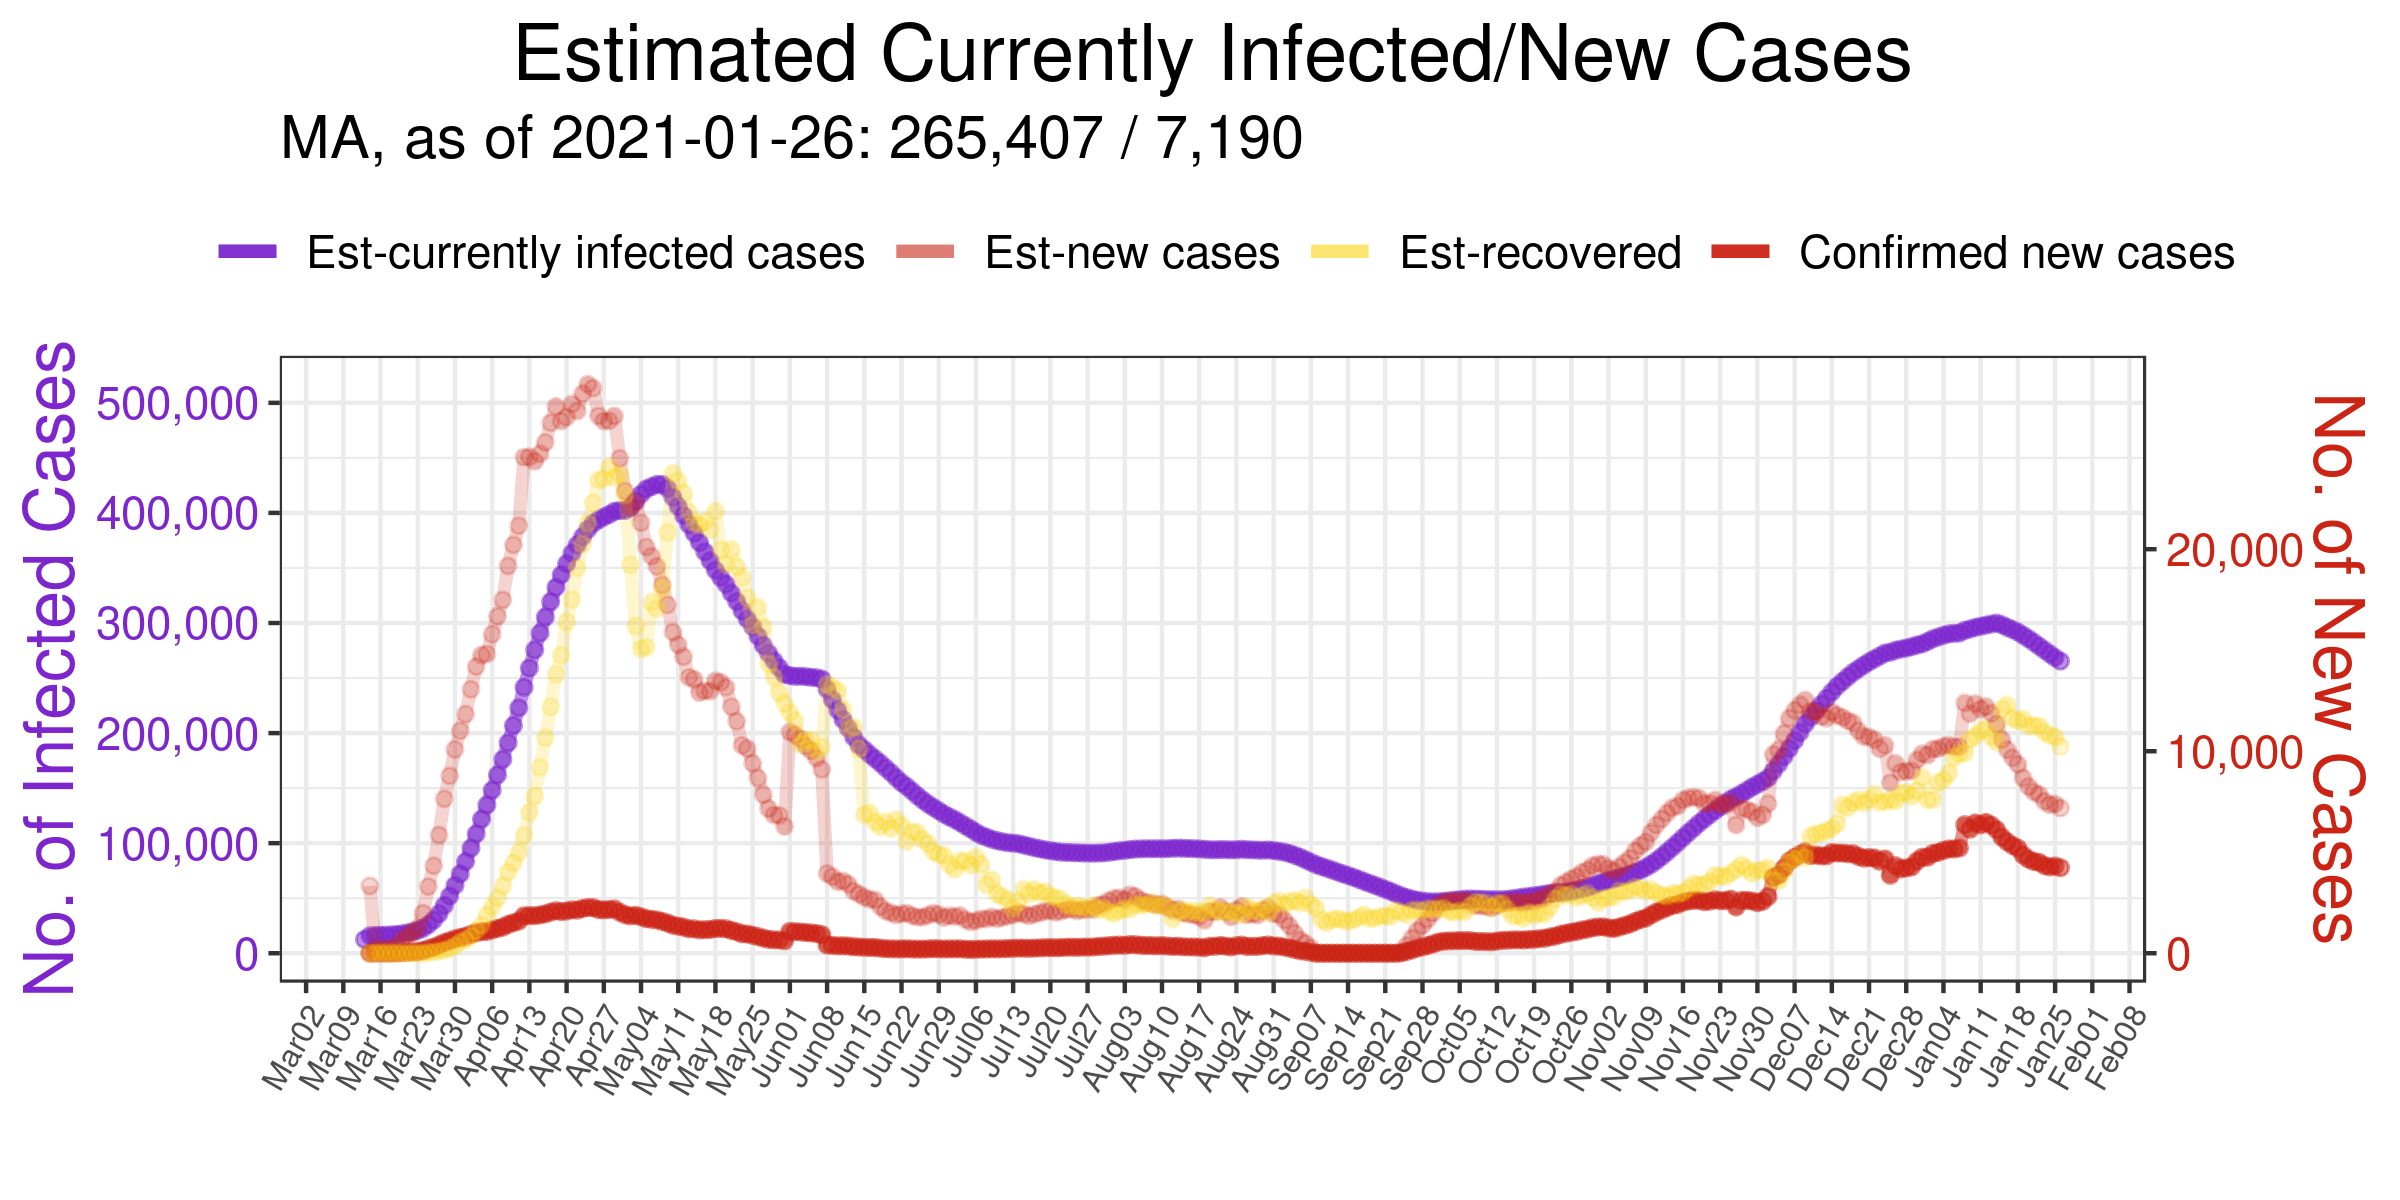 Estimated Currently Infected/New Cases
MA, as of 2021-01-26: 265,407 / 7,190
Est-currently infected cases
Est-new cases
Est-recovered
Confirmed new cases
No. of Infected Cases
500,000
400,000
300,000
200,000
100,000
0
20,000
10,000
0
No. of New Cases
Mar02
Mar09
Mar16
Mar23
Mar30
Apr06
Apr13
Apr20
Apr27
May04
May11
May18
May25
Jun01
Jun08
Jun15
Jun22
Jun29
Jul06
Jul13
Jul20
Jul27
Aug03
Aug10
Aug17
Aug24
Aug31
Sep07
Sep14
Sep21
Sep28
Oct05
Oct12
Oct19
Oct26
Nov02
Nov09
Nov16
Nov23
Nov30
Dec07
Dec14
Dec21
Dec28
Jan04
Jan11
Jan18
Jan25
Feb01
Feb08